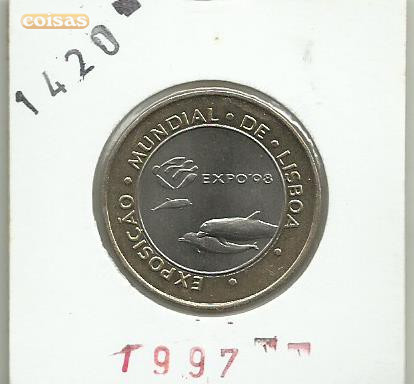 coisas
1420
EXPOSIÇÃO • MUNDIAL • DE • LISBOA •
EXPO'98
1997